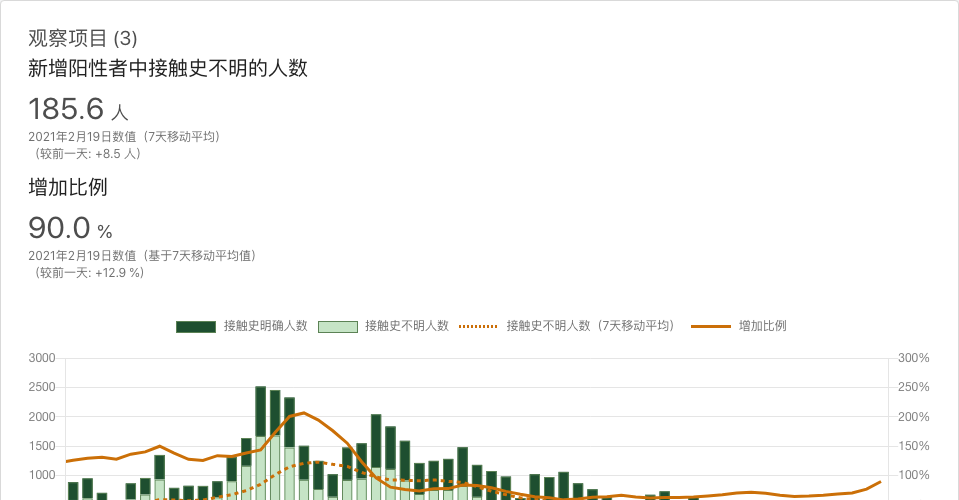 观察项目 (3)
新增阳性者中接触史不明的人数
185.6 人
2021年2月19日数值（7天移动平均）
（较前一天: +8.5 人）
增加比例
90.0 %
2021年2月19日数值（基于7天移动平均值）
（较前一天: +12.9 %）
接触史明确人数 接触史不明人数 接触史不明人数（7天移动平均） 增加比例
3000 300%
2500 250%
2000 200%
1500 150%
1000 100%